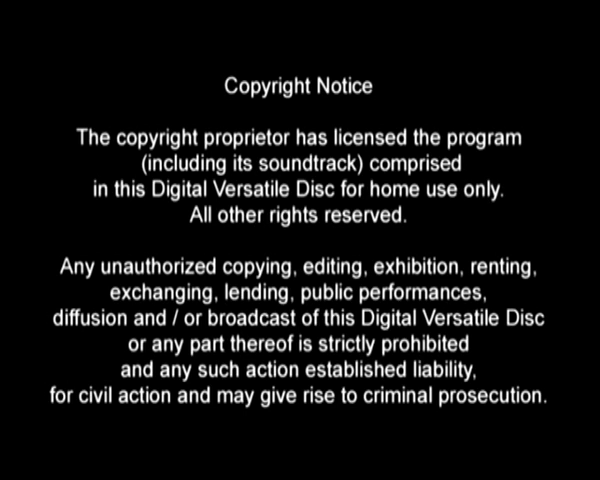 Copyright Notice
The copyright proprietor has licensed the program
(including its soundtrack) comprised
in this Digital Versatile Disc for home use only.
All other rights reserved.
Any unauthorized copying, editing, exhibition, renting,
exchanging, lending, public performances,
diffusion and / or broadcast of this Digital Versatile Disc
or any part thereof is strictly prohibited
and any such action established liability,
for civil action and may give rise to criminal prosecution.